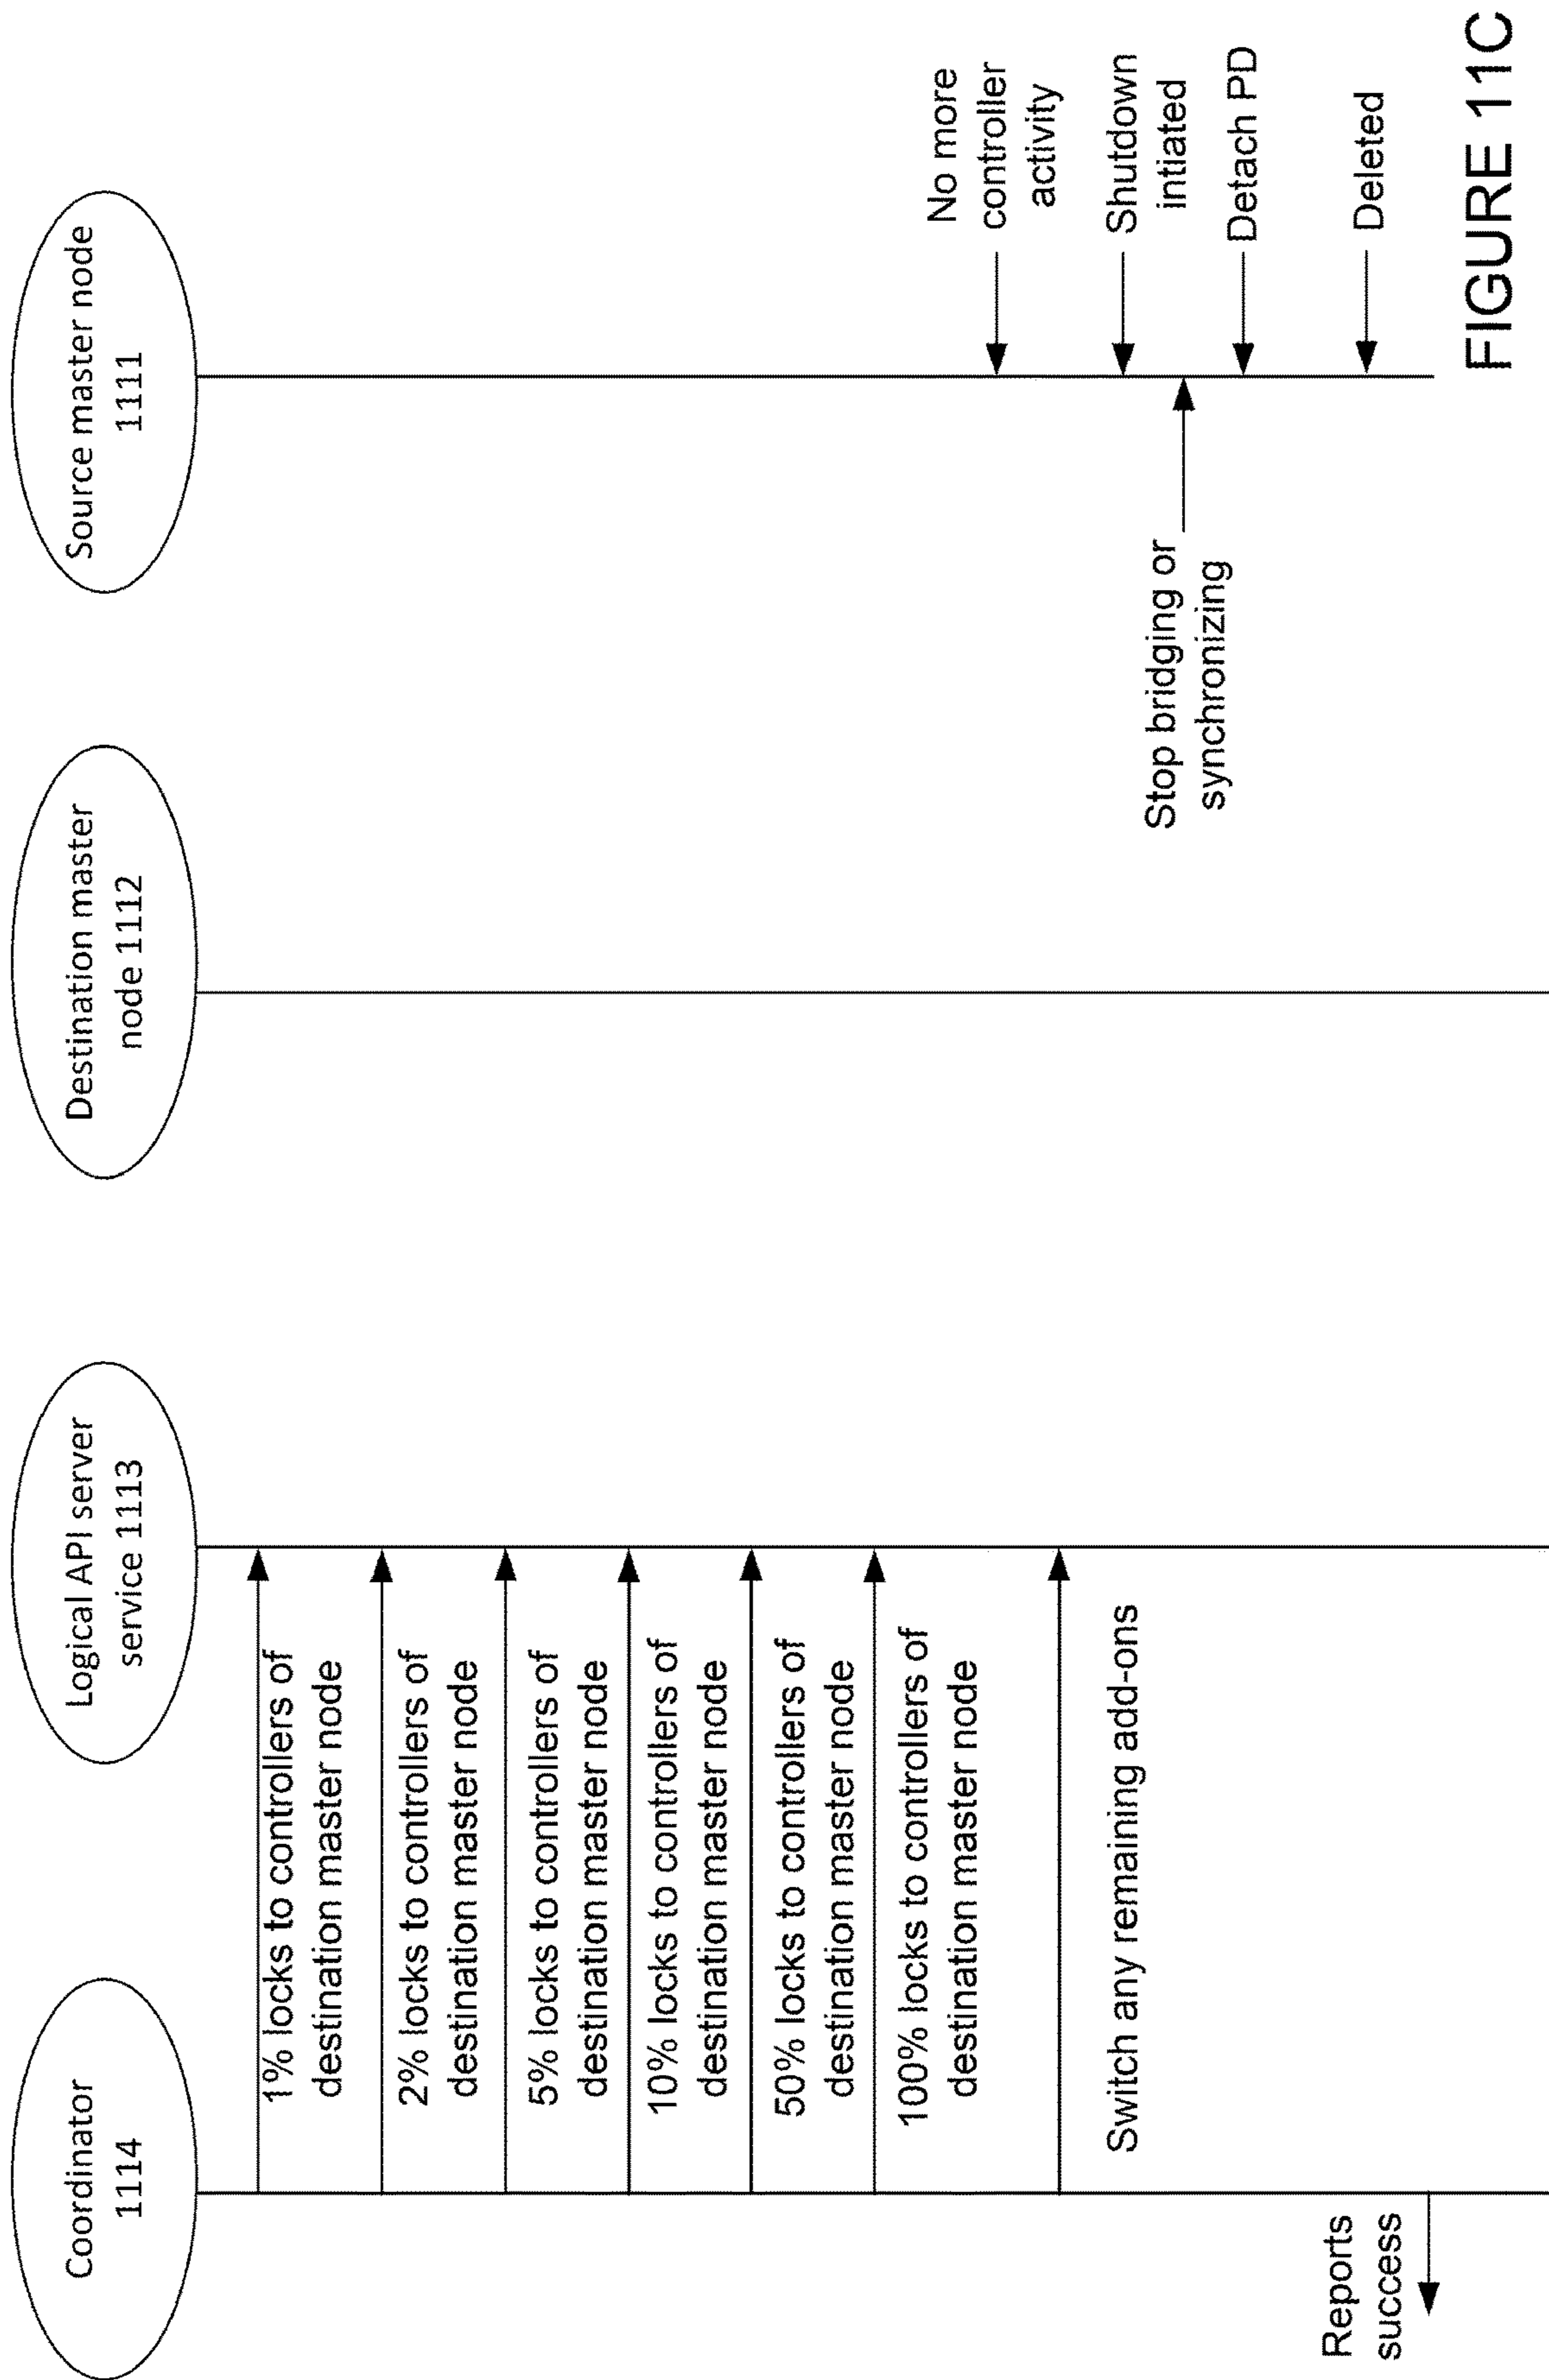 Coordinator
1114
Logical API server
service 1113
Destination master
node 1112
Source master node
1111
1% locks to controllers of
destination master node
2% locks to controllers of
destination master node
5% locks to controllers of
destination master node
10% locks to controllers of
destination master node
50% locks to controllers of
destination master node
100% locks to controllers of
destination master node
Switch any remaining add-ons
No more
controller
activity
Shutdown
intiated
Stop bridging or
synchronizing
Detach PD
Deleted
Reports
success
FIGURE 11C